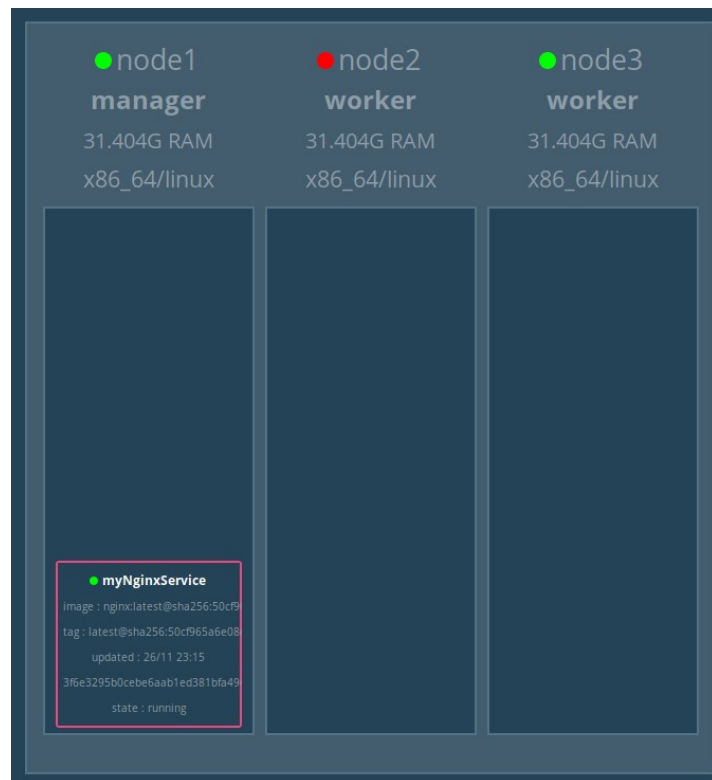 node1
manager
31.404G RAM
x86_64/linux
node2
worker
31.404G RAM
x86_64/linux
node3
worker
31.404G RAM
x86_64/linux
myNginxService
image : nginx:latest@sha256:50cf9
tag : latest@sha256:50cf965a6e08
updated : 26/11 23:15
3f6e3295b0cebe6aab1ed381bfa49
state : running